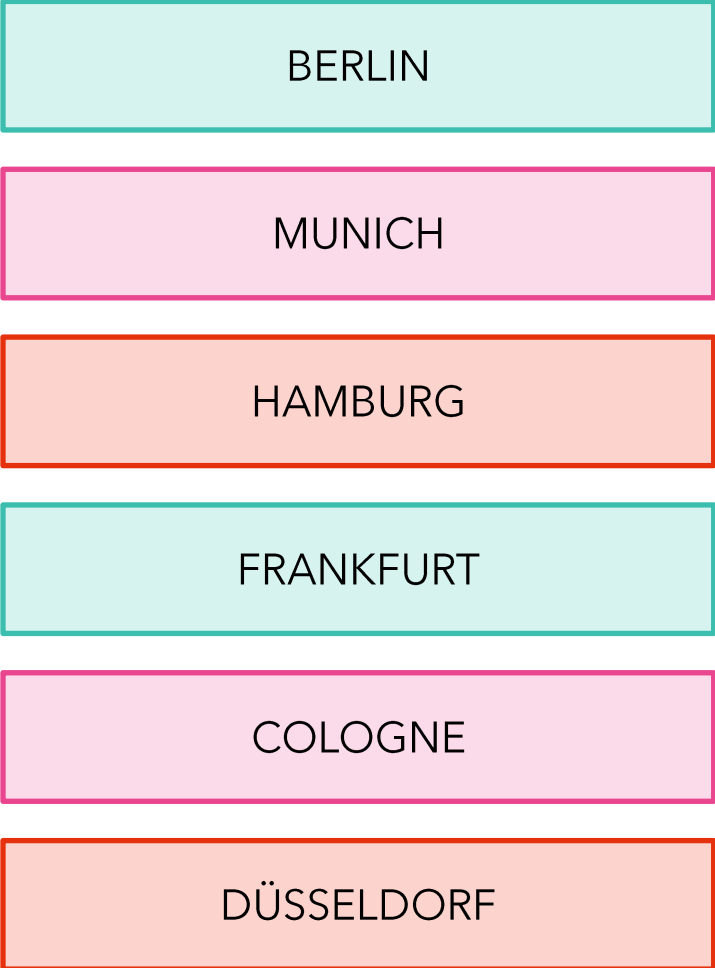 BERLIN
MUNICH
HAMBURG
FRANKFURT
COLOGNE
DÜSSELDORF